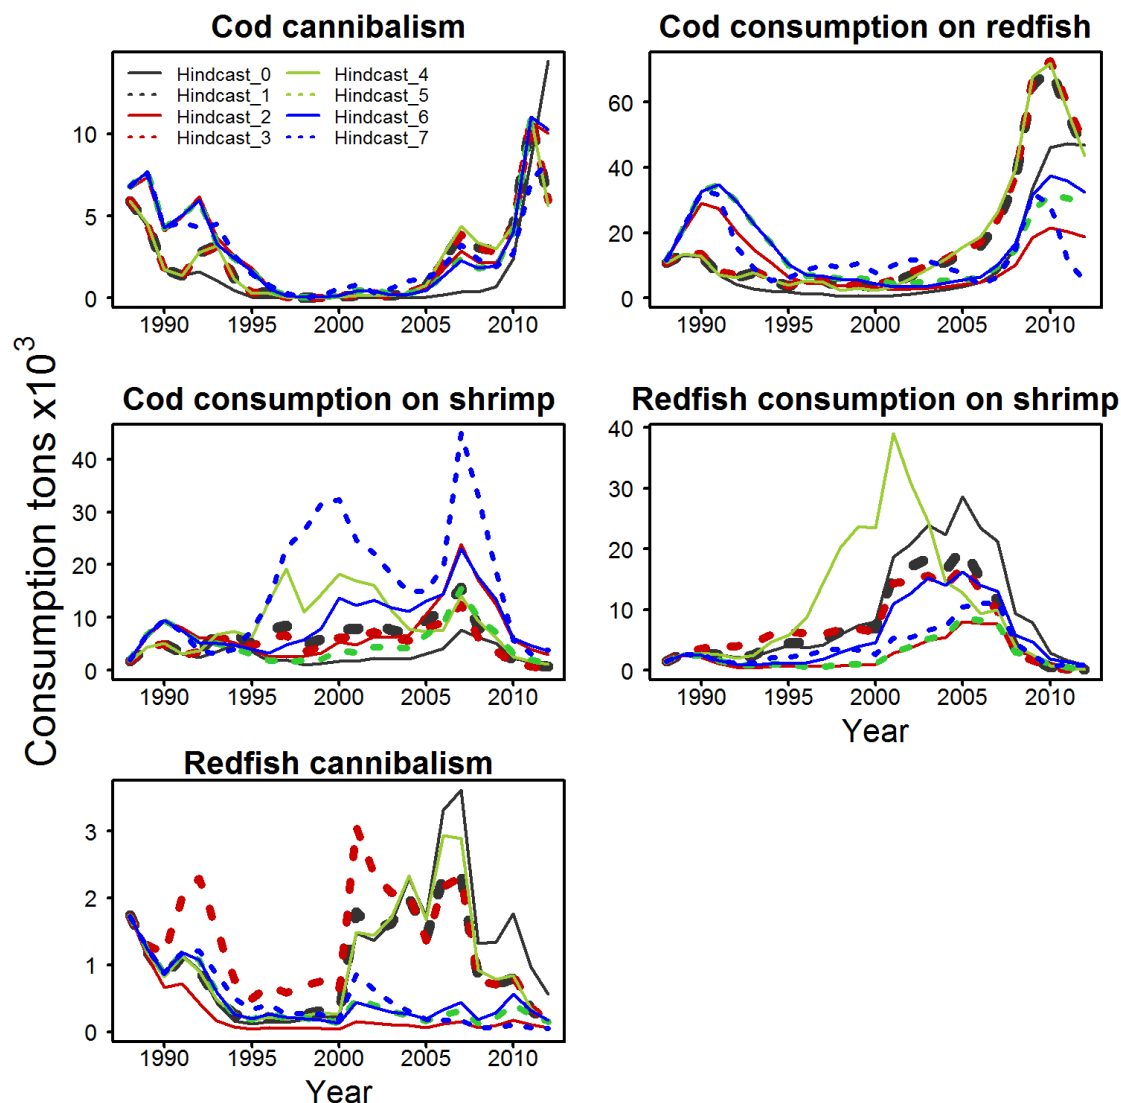 Cod cannibalism
Cod consumption on redfish
Hindcast_0
Hindcast_1
Hindcast_2
Hindcast_3
Hindcast_4
Hindcast_5
Hindcast_6
Hindcast_7
10
5
0
1990 1995 2000 2005 2010
60
40
20
0
1990 1995 2000 2005 2010
Consumption tons x10³
Cod consumption on shrimp
Redfish consumption on shrimp
40
30
20
10
0
1990 1995 2000 2005 2010
40
30
20
10
0
1990 1995 2000 2005 2010
Year
Redfish cannibalism
3
2
1
0
1990 1995 2000 2005 2010
Year